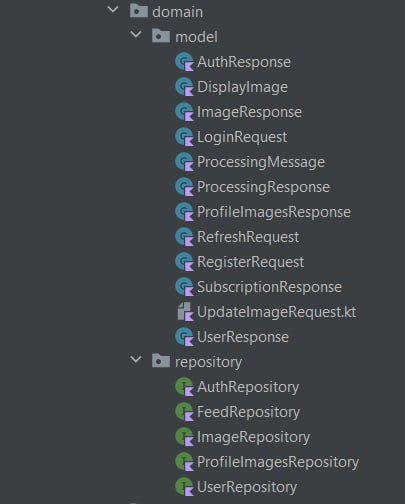 domain
model
AuthResponse
DisplayImage
ImageResponse
LoginRequest
ProcessingMessage
ProcessingResponse
ProfileImagesResponse
RefreshRequest
RegisterRequest
SubscriptionResponse
UpdateImageRequest.kt
UserResponse
repository
AuthRepository
FeedRepository
ImageRepository
ProfileImagesRepository
UserRepository